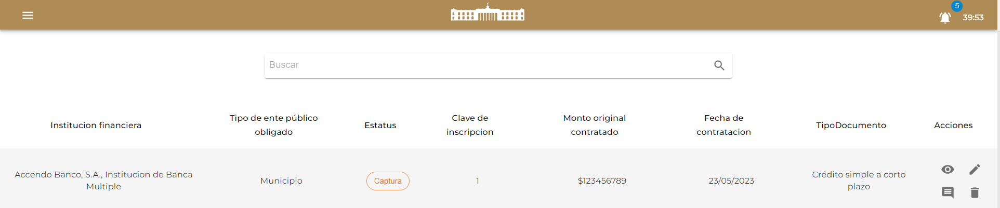 5
39:53
Buscar
Institucion financiera
Tipo de ente público
obligado
Estatus
Clave de
inscripcion
Monto original
contratado
Fecha de
contratacion
TipoDocumento
Acciones
Accendo Banco, S.A., Institucion de Banca
Multiple
Municipio
Captura
1
$123456789
23/05/2023
Crédito simple a corto
plazo